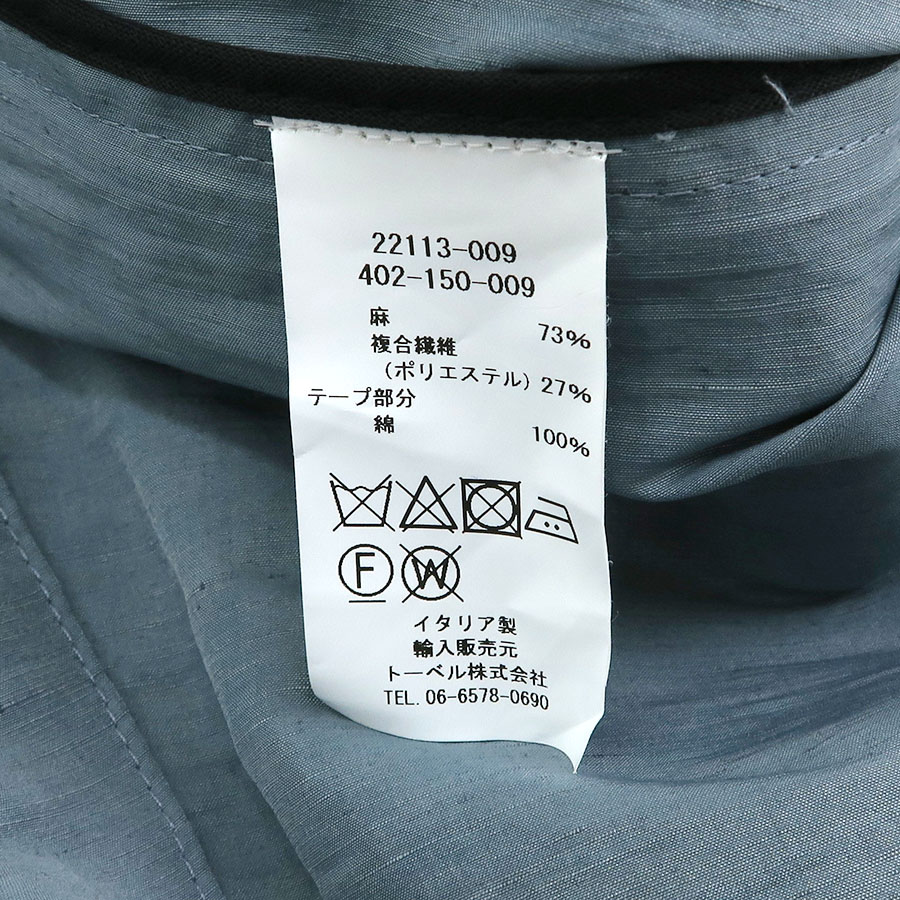 22113-009
402-150-009
麻 73%
複合繊維
(ポリエステル) 27%
テープ部分
綿 100%
F W
イタリア製
輸入販売元
トーベル株式会社
TEL. 06-6578-0690